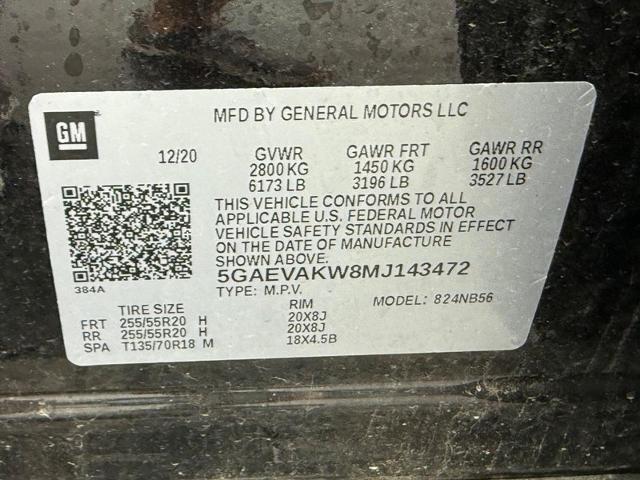 GM
MFD BY GENERAL MOTORS LLC
12/20 GVWR GAWR FRT GAWR RR
2800 KG 1450 KG 1600 KG
6173 LB 3196 LB 3527 LB
THIS VEHICLE CONFORMS TO ALL
APPLICABLE U.S. FEDERAL MOTOR
VEHICLE SAFETY STANDARDS IN EFFECT
ON THE DATE OF MANUFACTURE
SHOWN ABOVE.
5GAEVAKW8MJ143472
384A
TYPE: M.P.V. MODEL: 824NB56
TIRE SIZE RIM
FRT 255/55R20 H 20X8J
RR 255/55R20 H 20X8J
SPA T135/70R18 M 18X4.5B